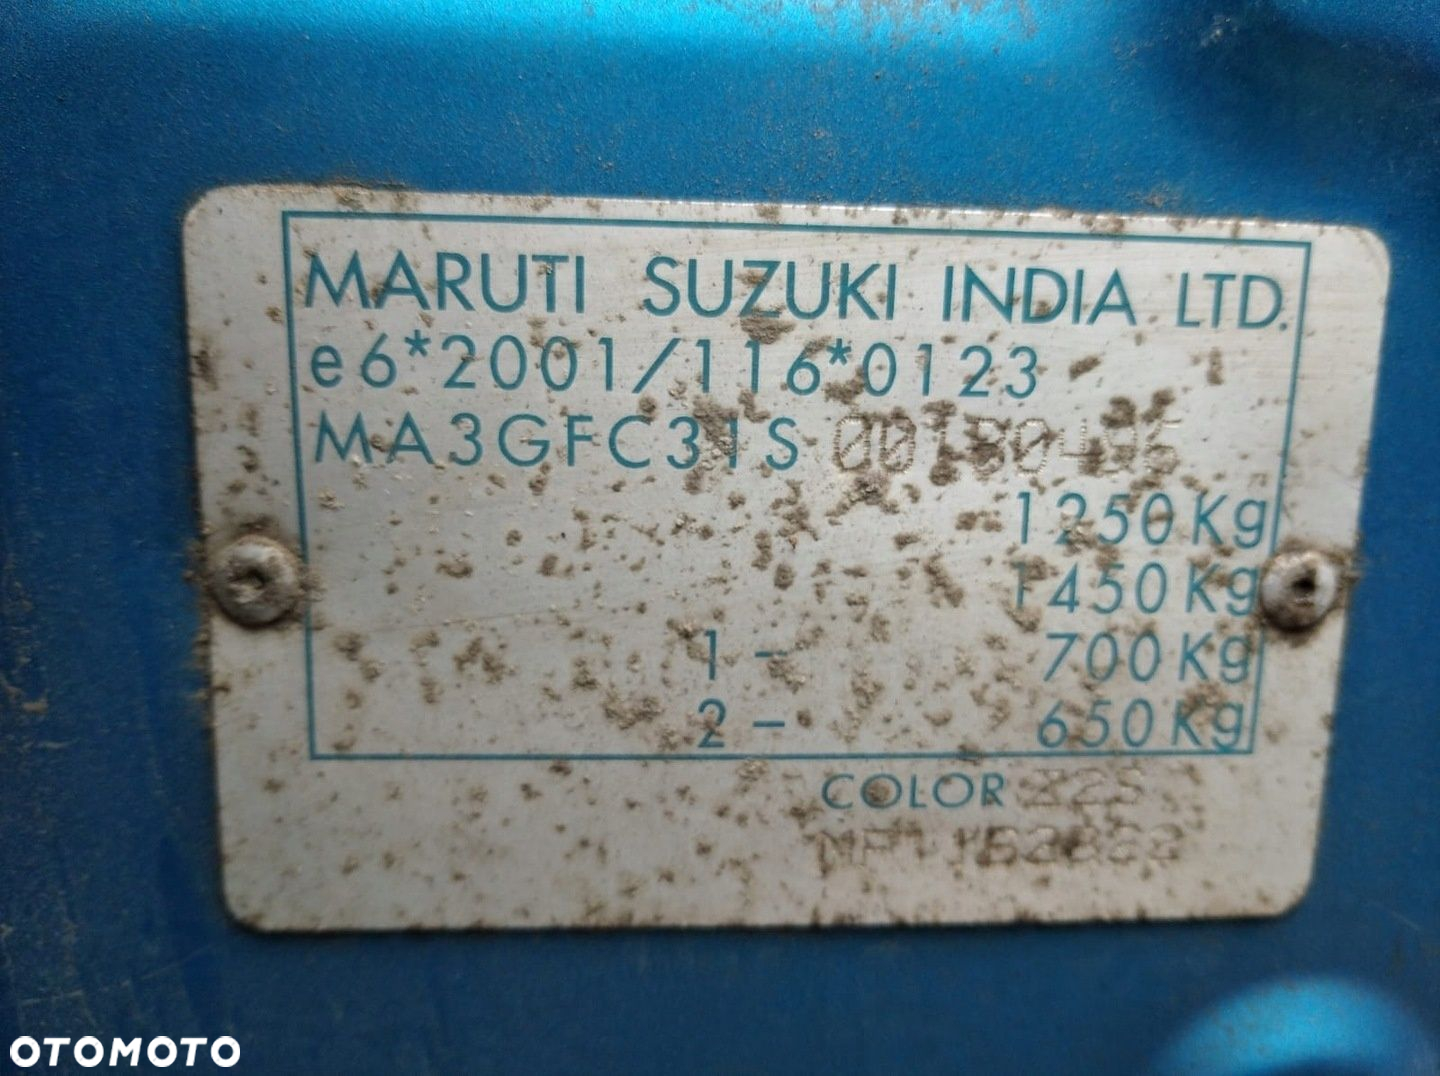 MARUTI SUZUKI INDIA LTD.
e6*2001/116*0123
MA3GFC31S
1250Kg
1450Kg
1 - 700Kg
2 - 650Kg
COLOR
OTOMOTO